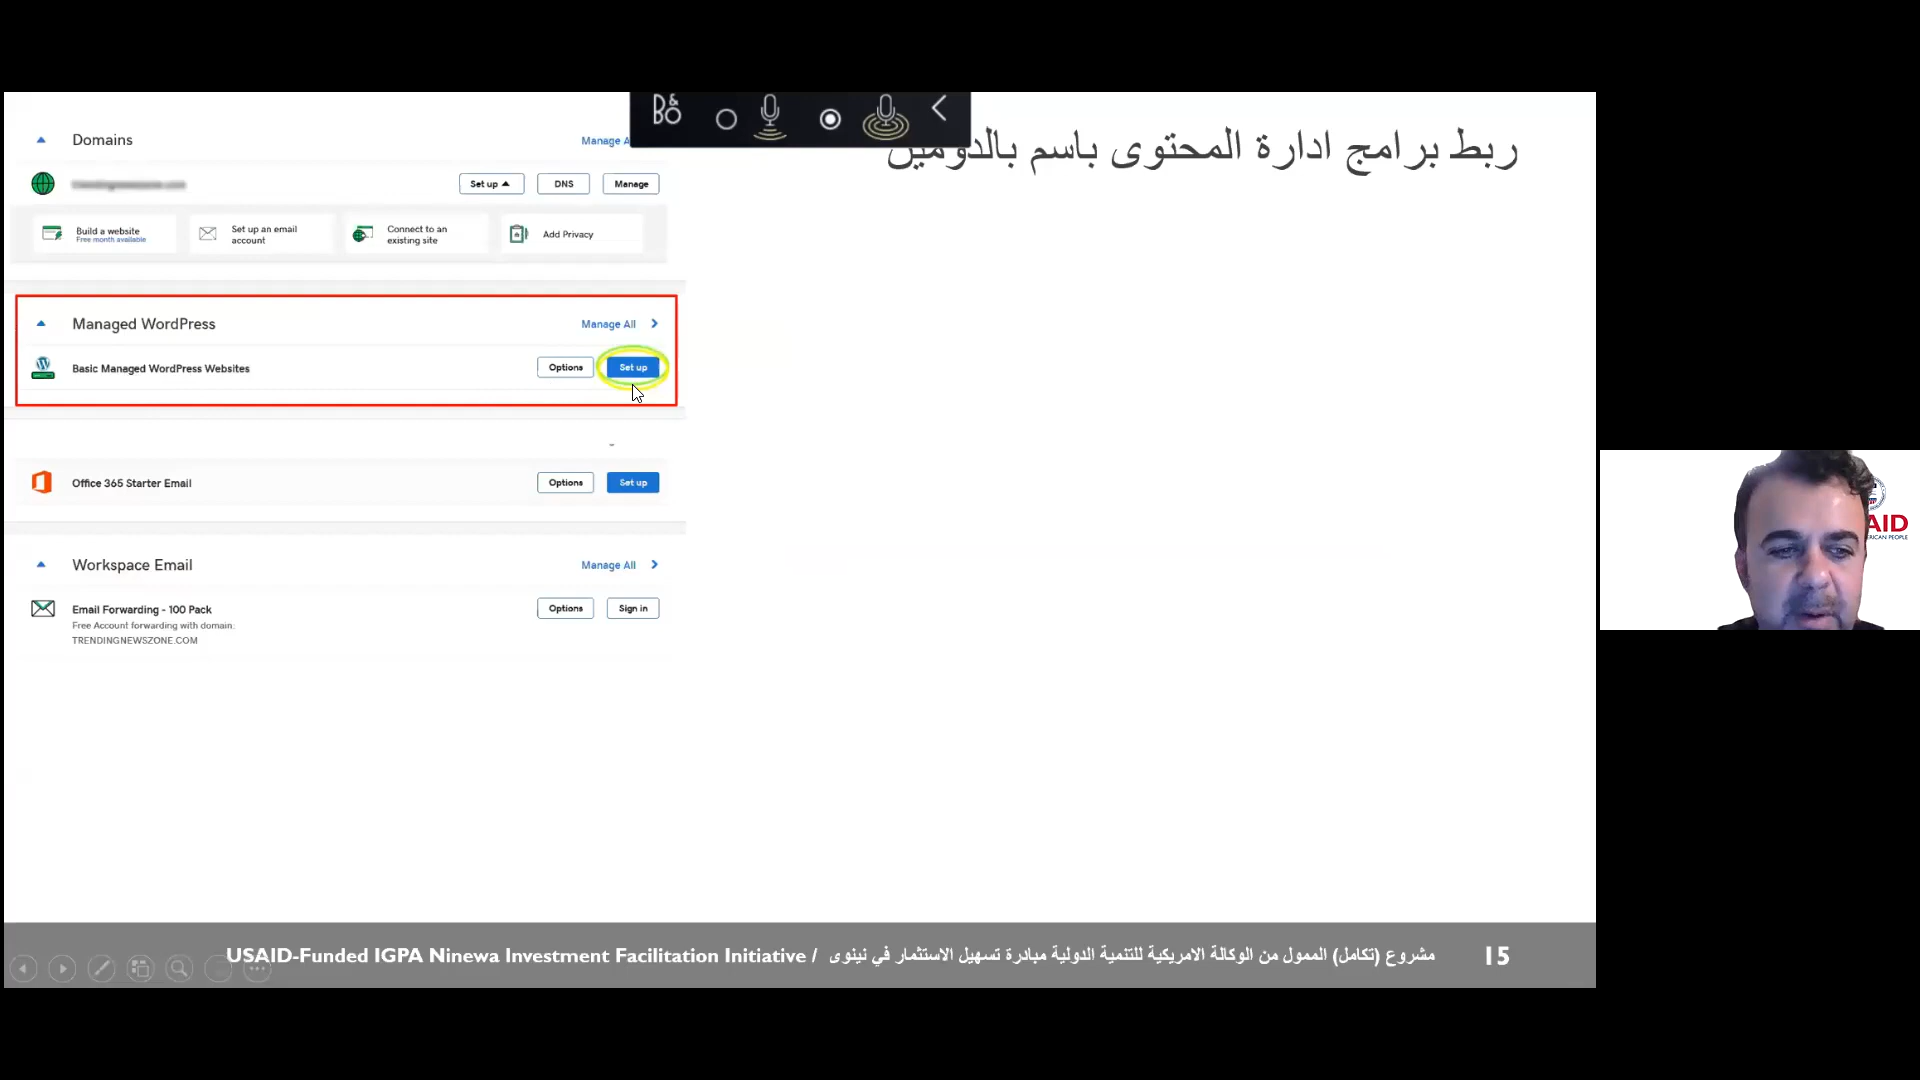 B&O
ربط برامج ادارة المحتوى باسم بالدومين
Domains
Manage A
Set up
DNS
Manage
Build a website
Free month available
Set up an email
account
Connect to an
existing site
Add Privacy
Managed WordPress
Manage All
Basic Managed WordPress Websites
Options
Set up
Office 365 Starter Email
Options
Set up
Workspace Email
Manage All
Email Forwarding - 100 Pack
Options
Sign in
Free Account forwarding with domain:
TRENDINGNEWSZONE.COM
AID
RICAN PEOPLE
USAID-Funded IGPA Ninewa Investment Facilitation Initiative / مشروع (تكامل) الممول من الوكالة الامريكية للتنمية الدولية مبادرة تسهيل الاستثمار في نينوى
15